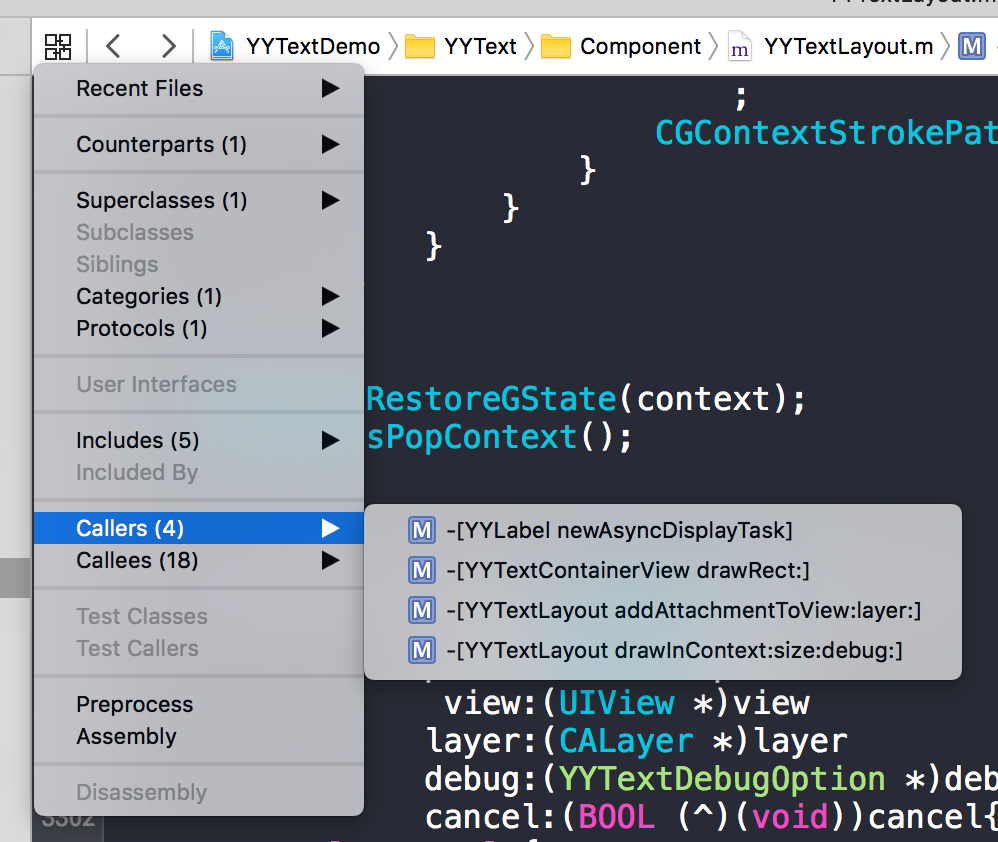 YYTextDemo YYText Component m YYTextLayout.m M
;
CGContextStrokePat
}
}
}
Recent Files
Counterparts (1)
Superclasses (1)
Subclasses
Siblings
Categories (1)
Protocols (1)
User Interfaces
RestoreGState(context);
Includes (5)
sPopContext();
Included By
Callers (4)
Callees (18)
M -[YYLabel newAsyncDisplayTask]
M -[YYTextContainerView drawRect:]
M -[YYTextLayout addAttachmentToView:layer:]
M -[YYTextLayout drawInContext:size:debug:]
Test Classes
Test Callers
Preprocess
Assembly
Disassembly
view:(UIView *)view
layer:(CALayer *)layer
debug:(YYTextDebugOption *)deb
cancel:(BOOL (^)(void))cancel{
3302